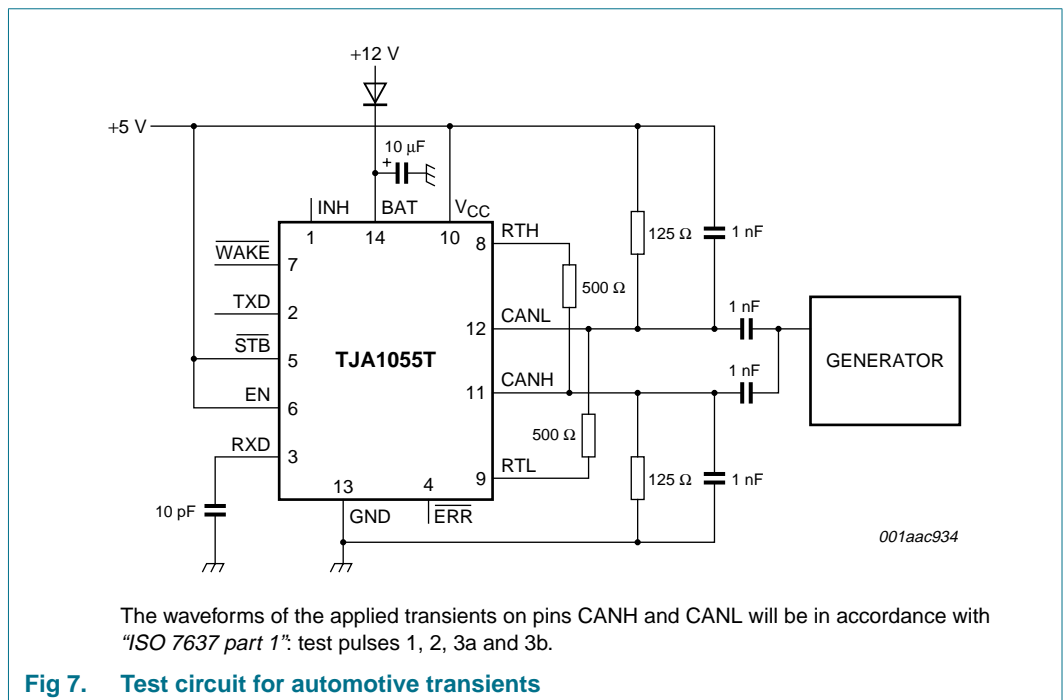 +12 V
+5 V
10 μF
+
INH
BAT
VCC
1
14
10
8
RTH
WAKE
7
TXD
2
STB
5
EN
6
RXD
3
TJA1055T
12
CANL
11
CANH
9
RTL
13
GND
4
ERR
500 Ω
500 Ω
125 Ω
1 nF
1 nF
1 nF
125 Ω
1 nF
GENERATOR
10 pF
001aac934
The waveforms of the applied transients on pins CANH and CANL will be in accordance with
"ISO 7637 part 1": test pulses 1, 2, 3a and 3b.
Fig 7. Test circuit for automotive transients